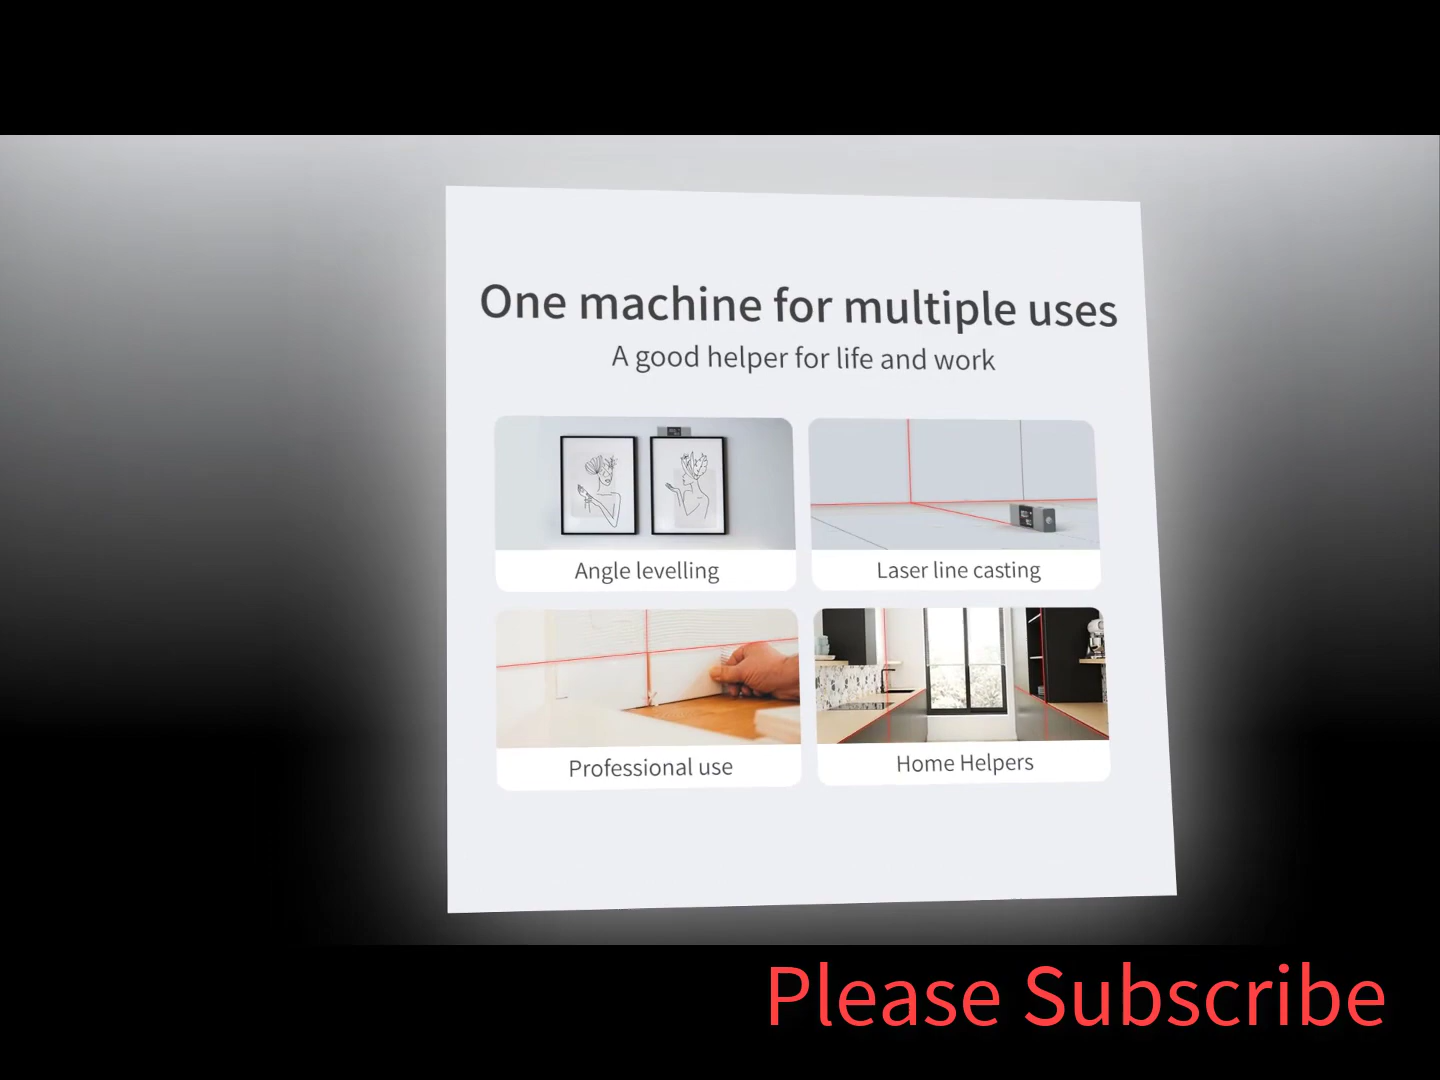 One machine for multiple uses
A good helper for life and work
Angle levelling
Laser line casting
Professional use
Home Helpers
Please Subscribe